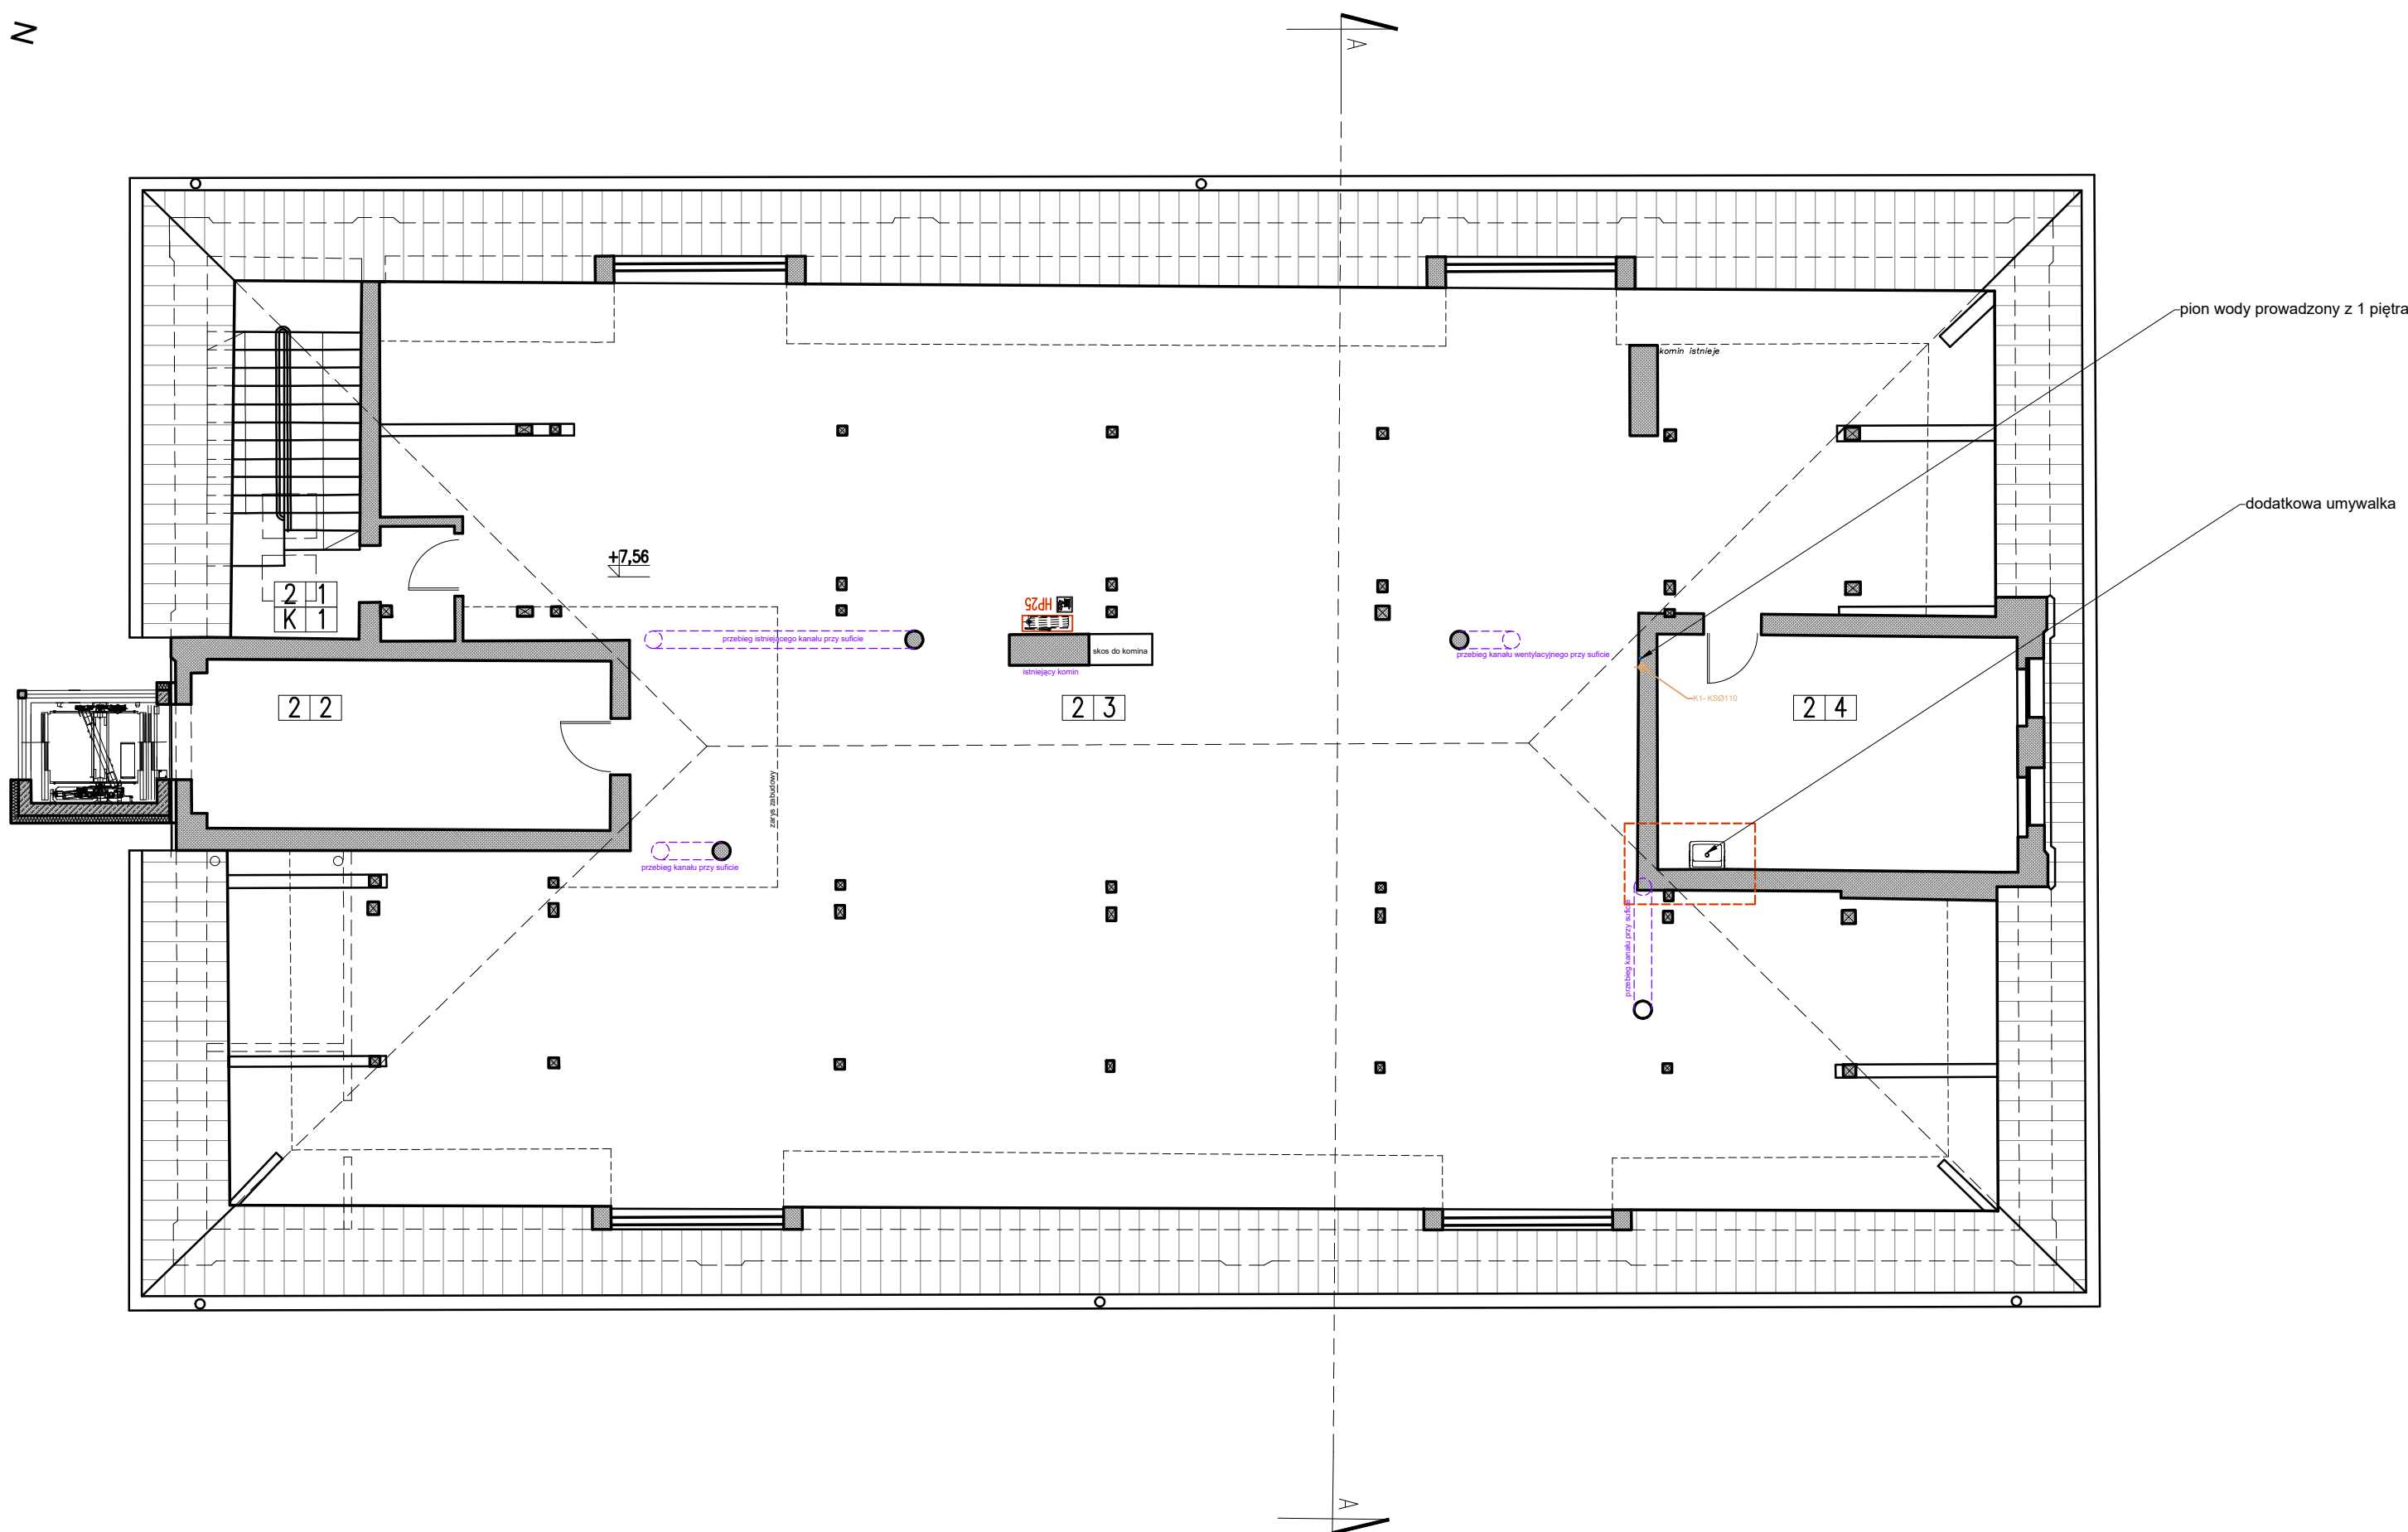 N
A
pion wody prowadzony z 1 piętra
komin istnieje
dodatkowa umywalka
+7,56
2 1
K 1
HP25
przebieg istniejącego kanału przy suficie
skos do komina
istniejący komin
przebieg kanału wentylacyjnego przy suficie
K1- KSØ110
2 2
2 3
2 4
zarys zabudowy
przebieg kanału przy suficie
przebieg kanału przy suficie
A